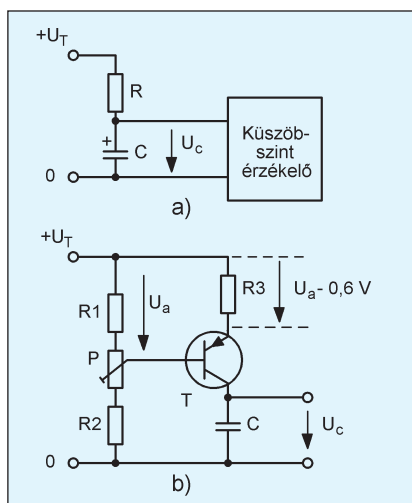 +U_T
R
+
C
U_c
Küszöb-
szint
érzékelő
0
a)
+U_T
R1
U_a
R3
U_a - 0,6 V
P
T
R2
C
U_c
0
b)